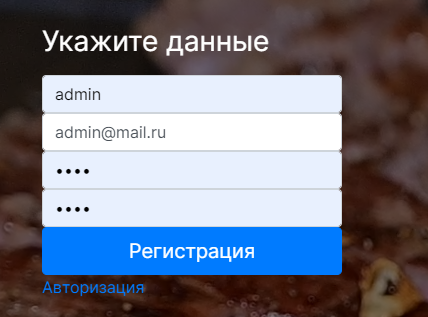 Укажите данные
admin
admin@mail.ru
••••
••••
Регистрация
Авторизация